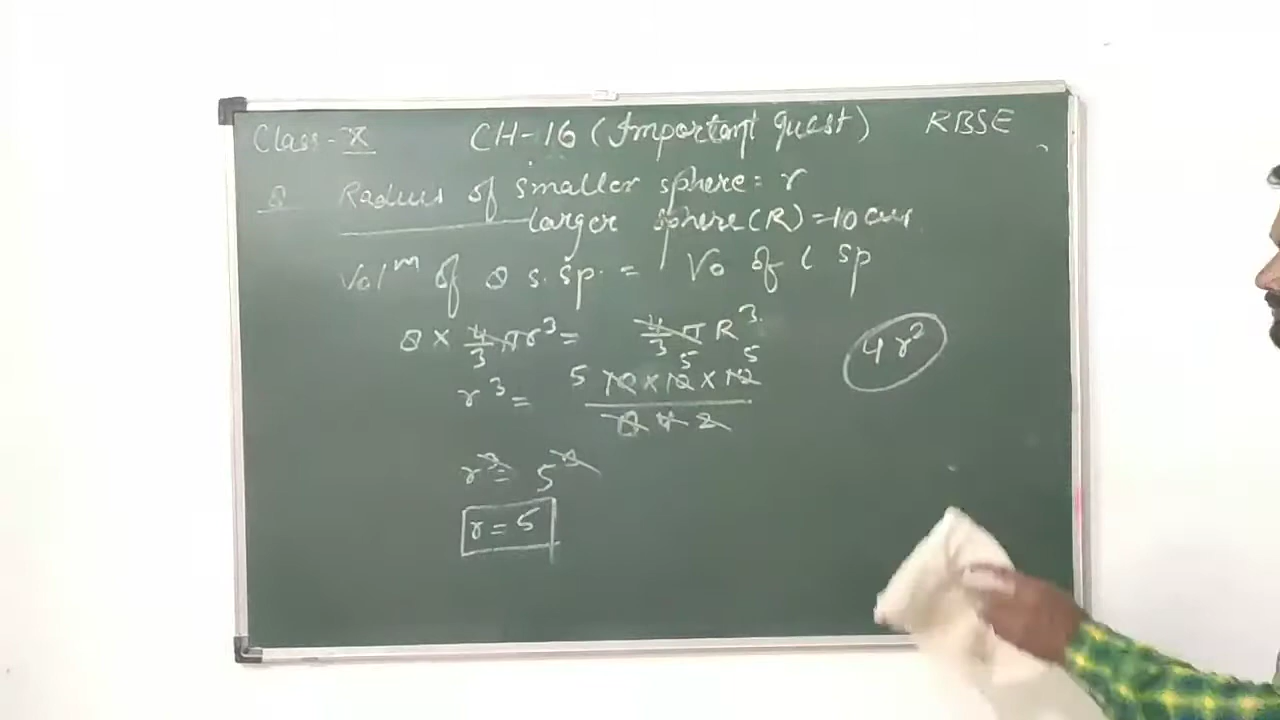 Class-X CH-16 (Important quest) RBSE
Q Radius of smaller sphere = r
larger sphere (R) = 10 cm
Vol^m of 8 s. sp. = Vo of l sp
8 × 4/3 πr³ = 4/3 π R³
4r²
r³ = 5 10 × 10 5 × 10 5 / 8 4 2
r³ = 5³
r = 5